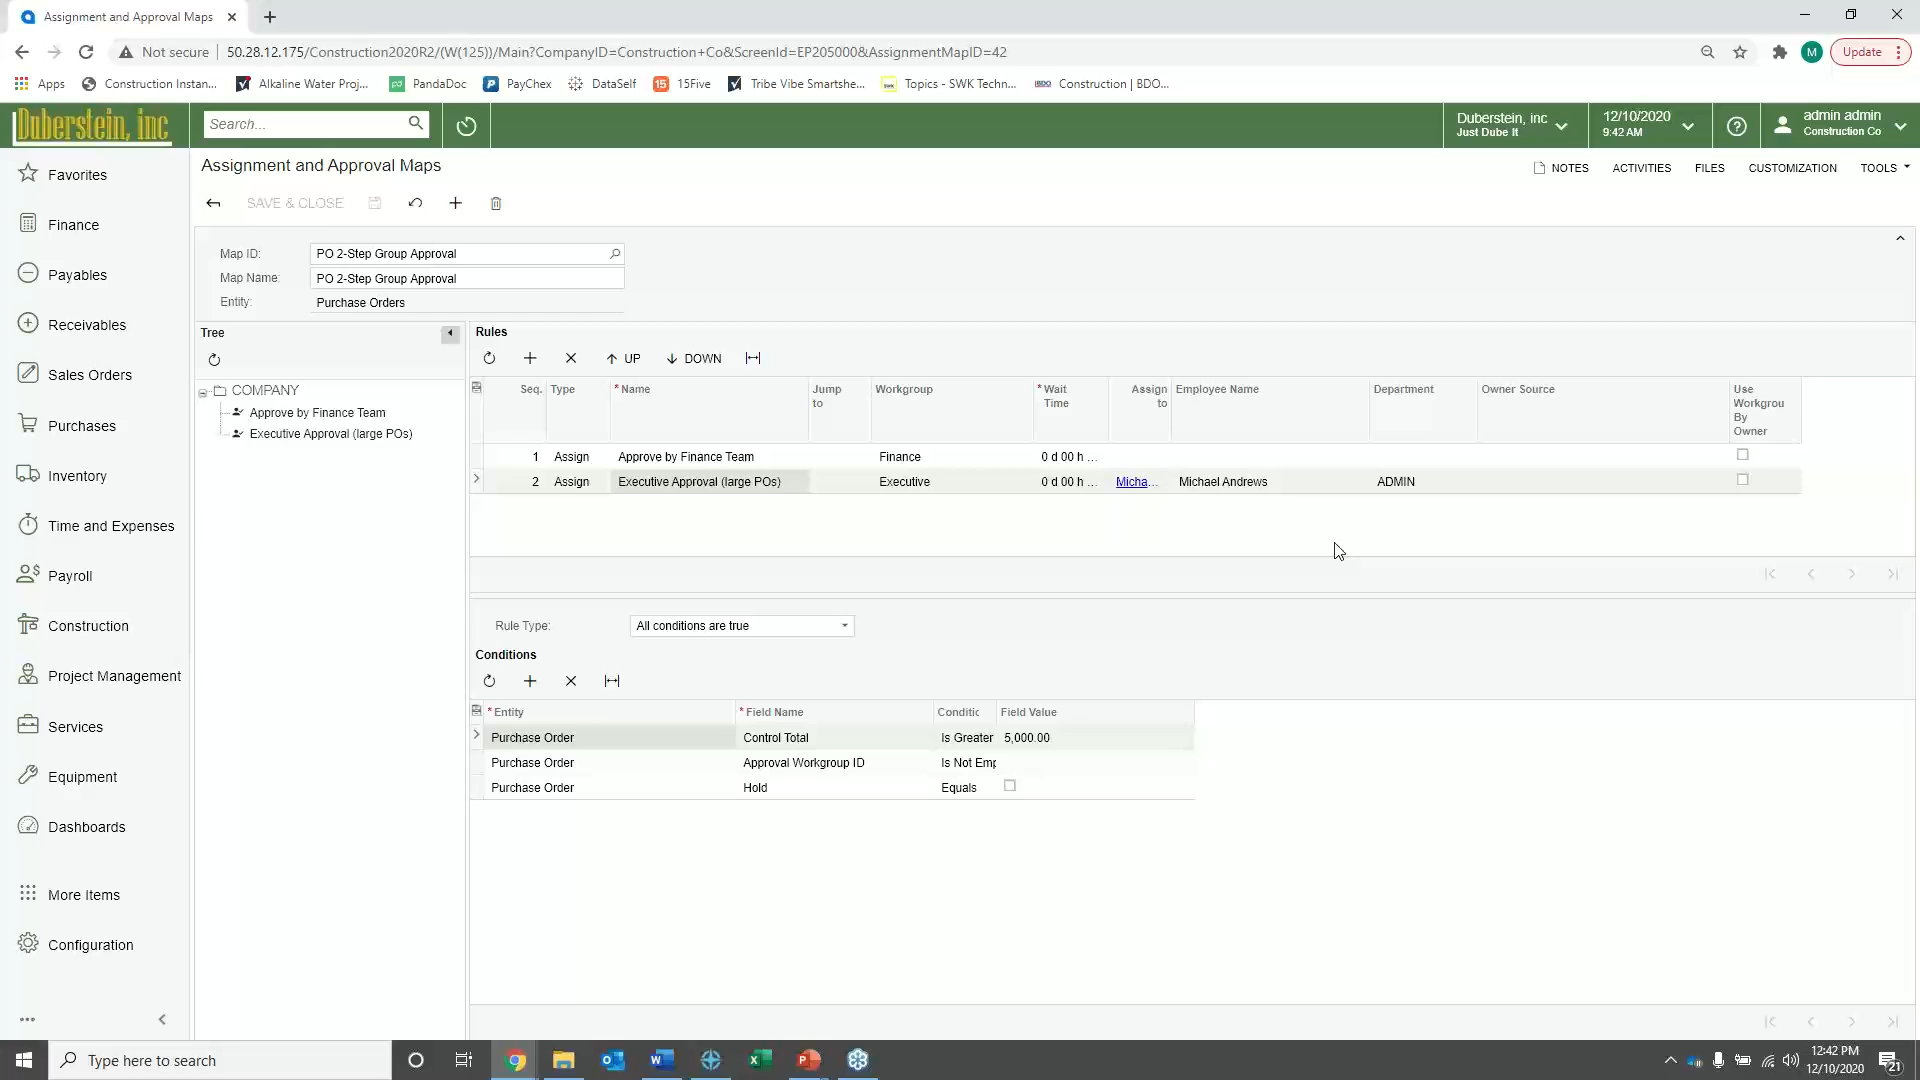 Assignment and Approval Maps
Not secure
50.28.12.175/Construction2020R2/(W(125))/Main?CompanyID=Construction+Co&ScreenId=EP205000&AssignmentMapID=42
M
Update
Apps
Construction Instan...
Alkaline Water Proj...
PandaDoc
PayChex
DataSelf
15Five
Tribe Vibe Smartshe...
Topics - SWK Techn...
Construction | BDO...
Duberstein, inc
Search...
Duberstein, inc
Just Dube It
12/10/2020
9:42 AM
admin admin
Construction Co
Favorites
Finance
Payables
Receivables
Sales Orders
Purchases
Inventory
Time and Expenses
Payroll
Construction
Project Management
Services
Equipment
Dashboards
More Items
Configuration
Assignment and Approval Maps
NOTES ACTIVITIES FILES CUSTOMIZATION TOOLS
SAVE & CLOSE
Map ID: PO 2-Step Group Approval
Map Name: PO 2-Step Group Approval
Entity: Purchase Orders
Tree
COMPANY
Approve by Finance Team
Executive Approval (large POs)
Rules
UP DOWN
Seq. Type * Name Jump to Workgroup * Wait Time Assign to Employee Name Department Owner Source Use Workgrou By Owner
1 Assign Approve by Finance Team Finance 0 d 00 h ...
2 Assign Executive Approval (large POs) Executive 0 d 00 h ... Micha... Michael Andrews ADMIN
Rule Type: All conditions are true
Conditions
* Entity * Field Name Conditic Field Value
Purchase Order Control Total Is Greater 5,000.00
Purchase Order Approval Workgroup ID Is Not Emp
Purchase Order Hold Equals
Type here to search
12:42 PM
12/10/2020
21